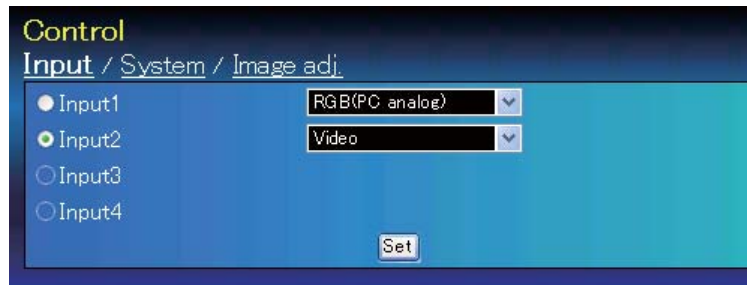 Control
Input / System / Image adj.
Input1 RGB(PC analog)
Input2 Video
Input3
Input4
Set